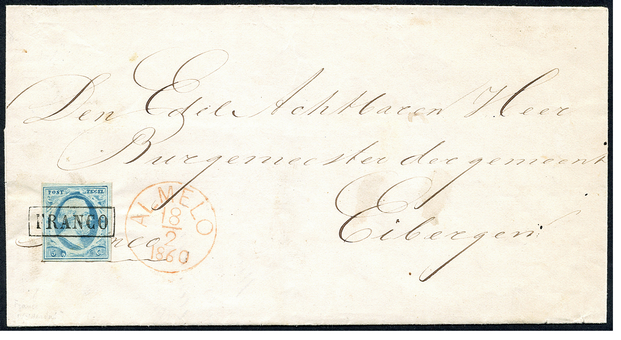 Den Edel Achtbaren Heer
Burgemeester der gemeente
Eibergen
POST ZEGEL
FRANCO
ALMELO
18/2
1860